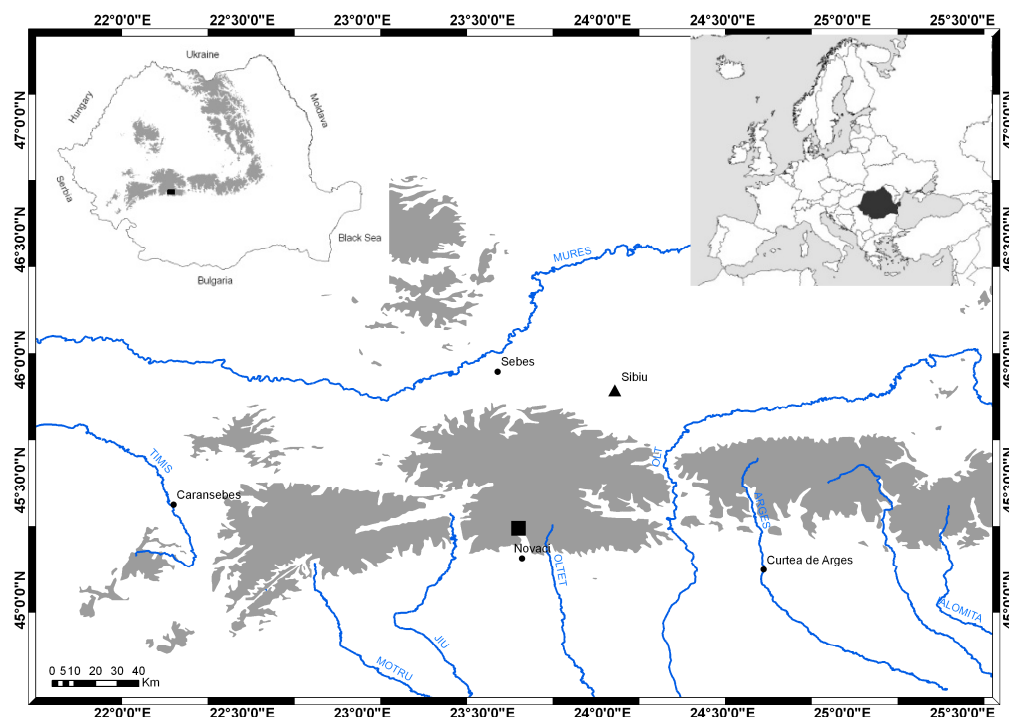 22°0'0"E 22°30'0"E 23°0'0"E 23°30'0"E 24°0'0"E 24°30'0"E 25°0'0"E 25°30'0"E
Ukraine
Hungary
Moldava
Serbia
Black Sea
Bulgaria
47°0'0"N
46°30'0"N
46°0'0"N
45°30'0"N
45°0'0"N
47°0'0"N
46°30'0"N
46°0'0"N
45°20'0"N
45°0'0"N
MURES
Sebes
Sibiu
TIMIS
OLT
Caransebes
ARGES
Novaci
OLTET
Curtea de Arges
IALOMITA
JIU
MOTRU
0 5 10 20 30 40
Km
22°0'0"E 22°30'0"E 23°0'0"E 23°30'0"E 24°0'0"E 24°30'0"E 25°0'0"E 25°30'0"E